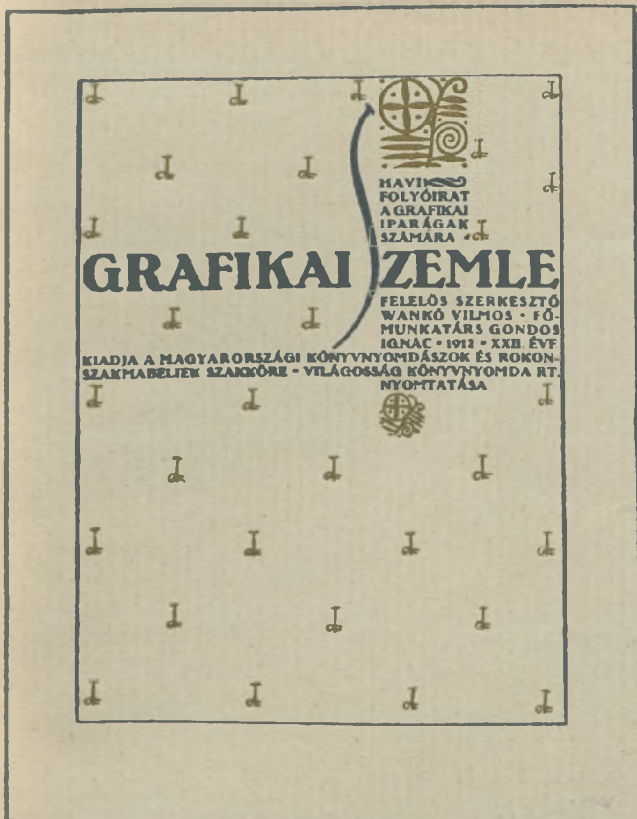 HAVI
FOLYÓIRAT
A GRAFIKAI
IPARÁGAK
SZÁMÁRA
GRAFIKAI SZEMLE
FELELŐS SZERKESZTŐ
WANKÓ VILMOS • FŐ-
MUNKATÁRS GONDOS
IGNÁC • 1912 • XXII. ÉVF.
KIADJA A MAGYARORSZÁGI KÖNYVNYOMDÁSZOK ÉS ROKON-
SZAKMABELIEK SZAKKÖRE • VILÁGOSSÁG KÖNYVNYOMDA RT.
NYOMTATÁSA